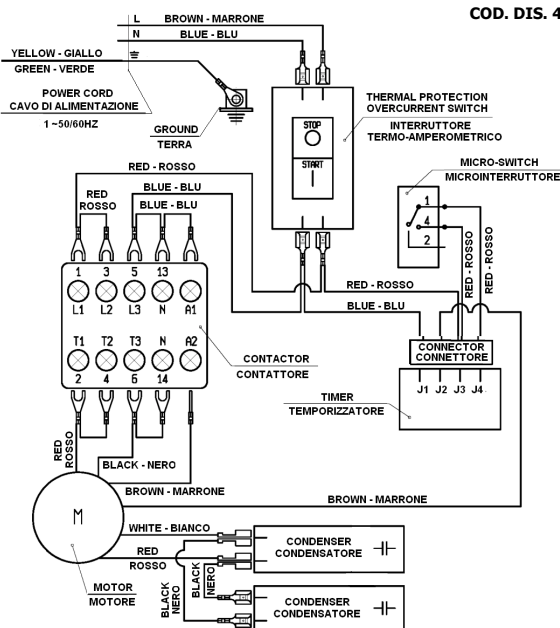 COD. DIS. 4
L
BROWN - MARRONE
N
BLUE - BLU
YELLOW - GIALLO
GREEN - VERDE
POWER CORD
CAVO DI ALIMENTAZIONE
1 ~50/60HZ
GROUND
TERRA
STOP
START
THERMAL PROTECTION
OVERCURRENT SWITCH
INTERRUTTORE
TERMO-AMPEROMETRICO
MICRO-SWITCH
MICROINTERRUTTORE
1
4
2
RED - ROSSO
RED - ROSSO
RED - ROSSO
BLUE - BLU
RED
ROSSO
BLUE - BLU
1 3 5 13
L1 L2 L3 N A1
T1 T2 T3 N A2
2 4 6 14
RED - ROSSO
BLUE - BLU
CONTACTOR
CONTATTORE
CONNECTOR
CONNETTORE
J1 J2 J3 J4
TIMER
TEMPORIZZATORE
RED
ROSSO
BLACK - NERO
BROWN - MARRONE
BROWN - MARRONE
M
WHITE - BIANCO
RED
ROSSO
MOTOR
MOTORE
BLACK
NERO
BLACK
NERO
CONDENSER
CONDENSATORE
CONDENSER
CONDENSATORE